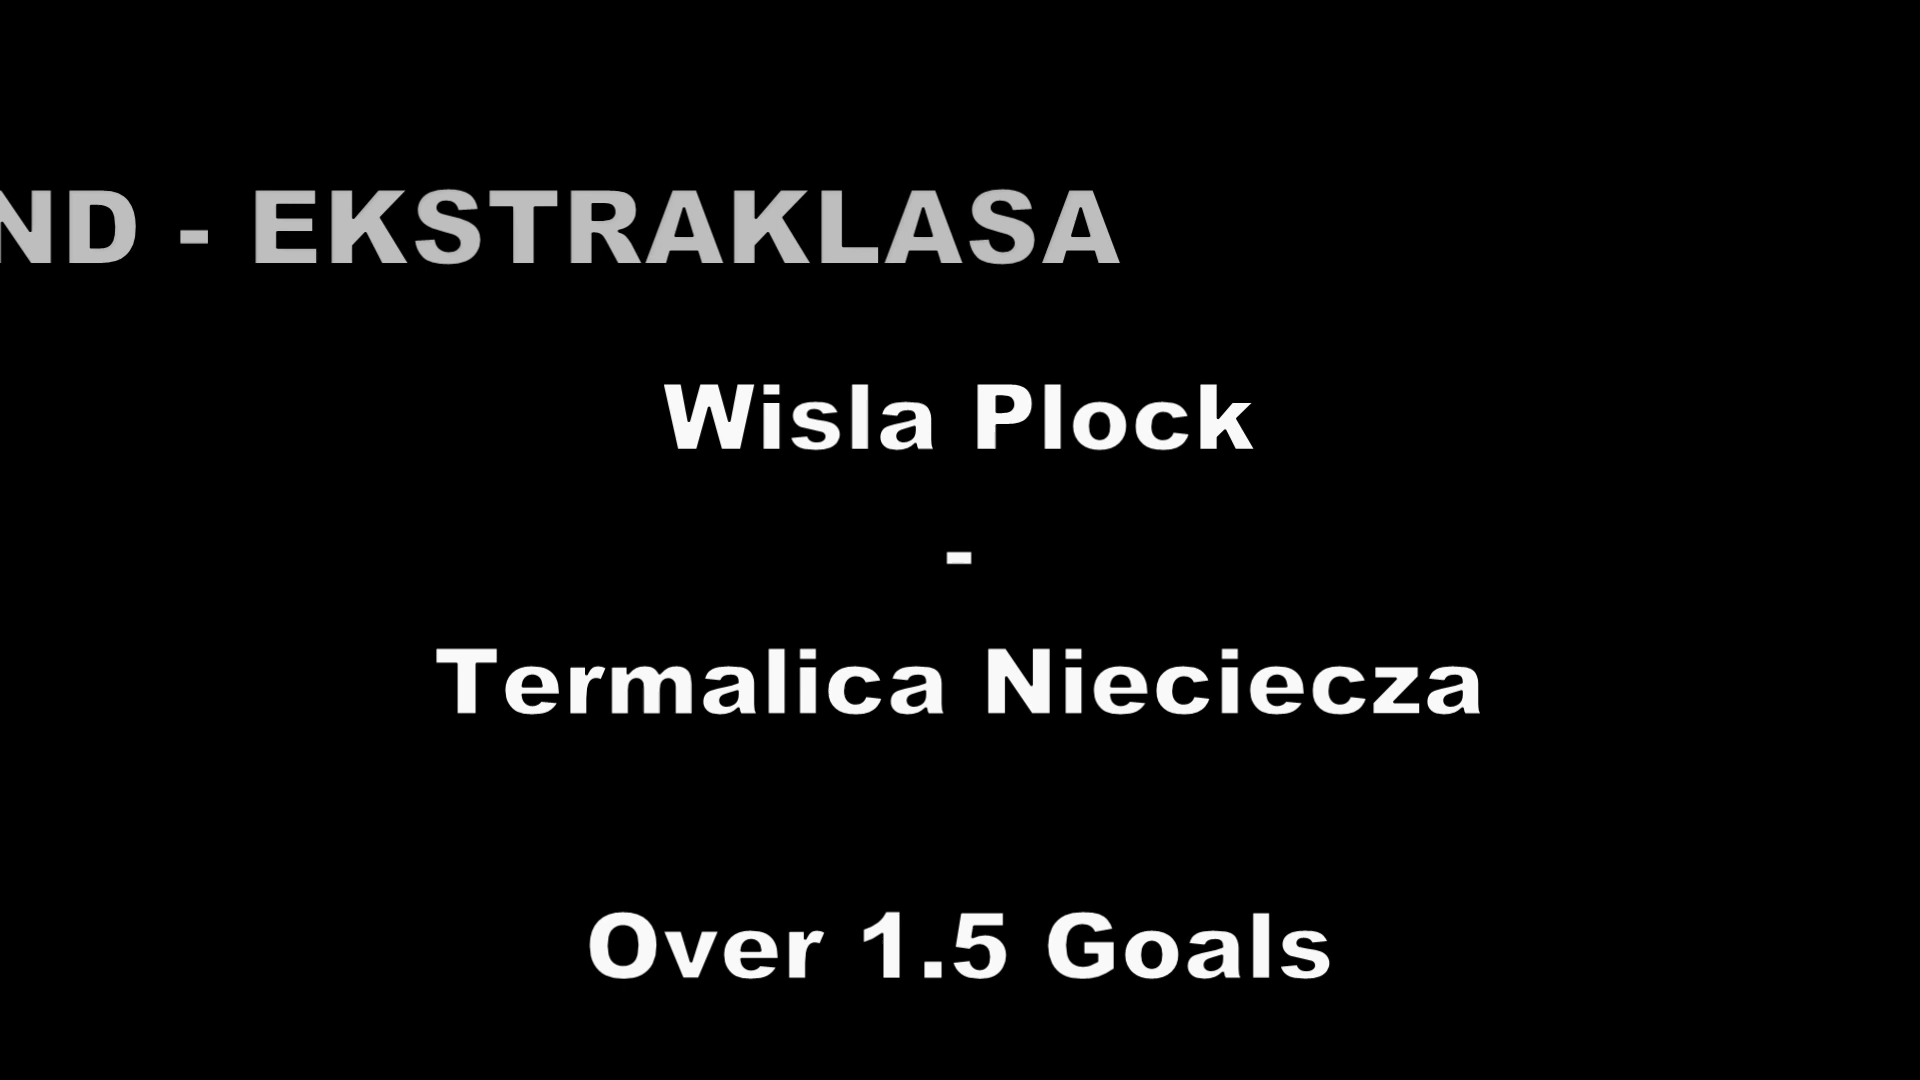 ND - EKSTRAKLASA
Wisla Plock
-
Termalica Nieciecza
Over 1.5 Goals